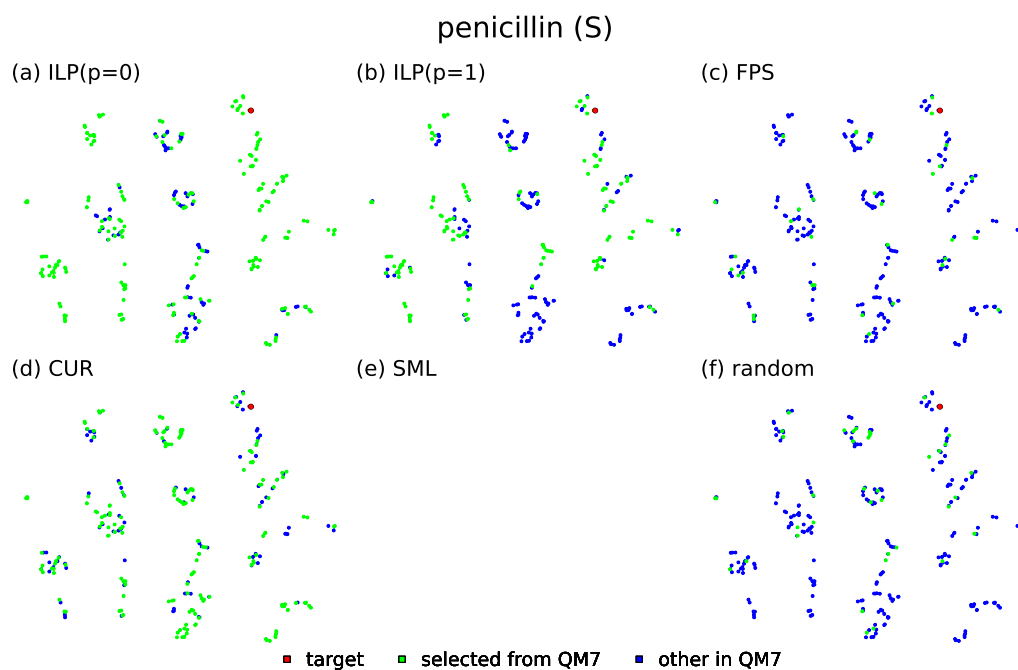 penicillin (S)
(a) ILP(p=0)
(b) ILP(p=1)
(c) FPS
(d) CUR
(e) SML
(f) random
target
selected from QM7
other in QM7